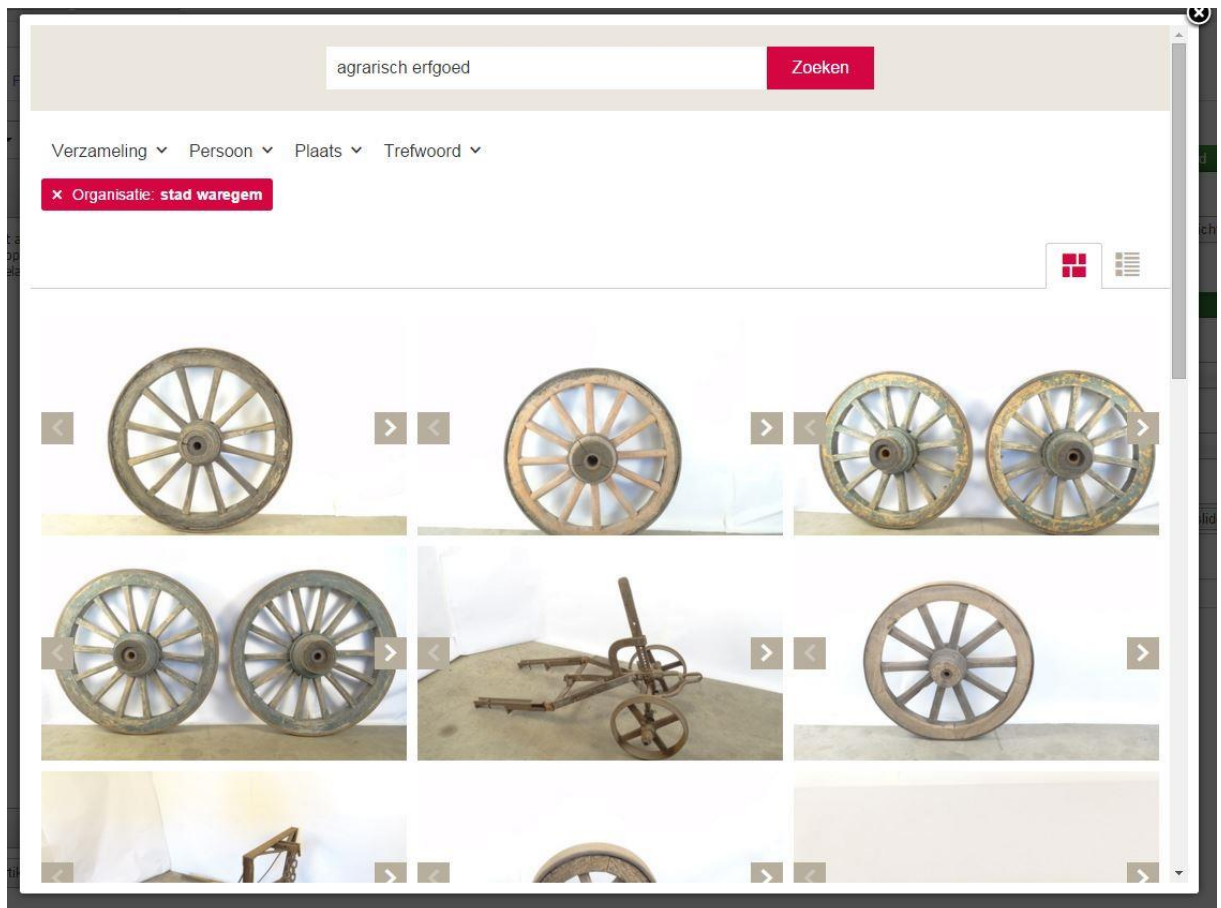 agrarisch erfgoed
Zoeken
Verzameling Persoon Plaats Trefwoord
× Organisatie: stad waregem